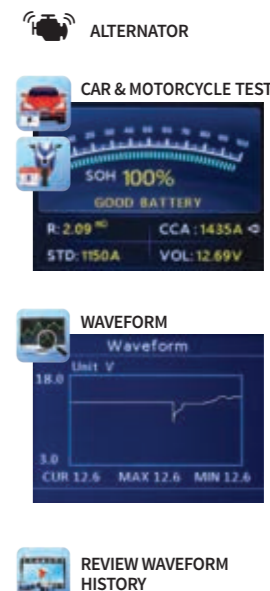 ALTERNATOR
CAR & MOTORCYCLE TEST
SOH 100%
GOOD BATTERY
R: 2.09 mΩ CCA: 1435A
STD: 1150A VOL: 12.69V
WAVEFORM
Waveform
Unit V
18.0
3.0
CUR 12.6 MAX 12.6 MIN 12.6
REVIEW WAVEFORM
HISTORY